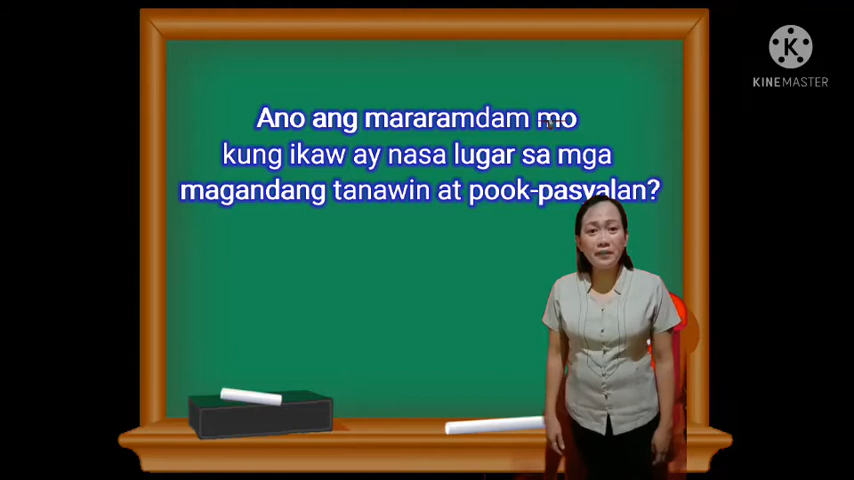 Ano ang mararamdam mo
kung ikaw ay nasa lugar sa mga
magandang tanawin at pook-pasyalan?
K
KINEMASTER